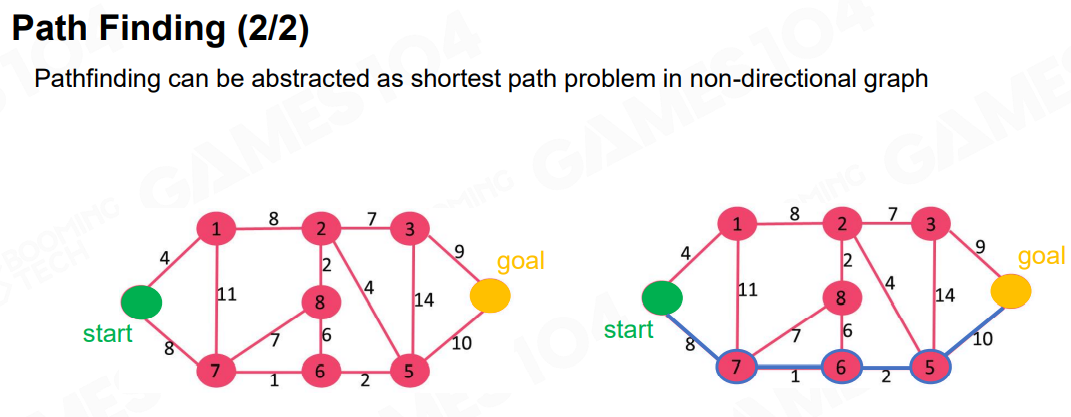 Path Finding (2/2)
Pathfinding can be abstracted as shortest path problem in non-directional graph
GAMES104
BOOMING
TECH
1 8 2 7 3
4 2 9
goal
11 8 4 14
start
8 7 6 10
7 1 6 2 5
1 8 2 7 3
4 2 9
goal
11 8 4 14
start
8 7 6 10
7 1 6 2 5